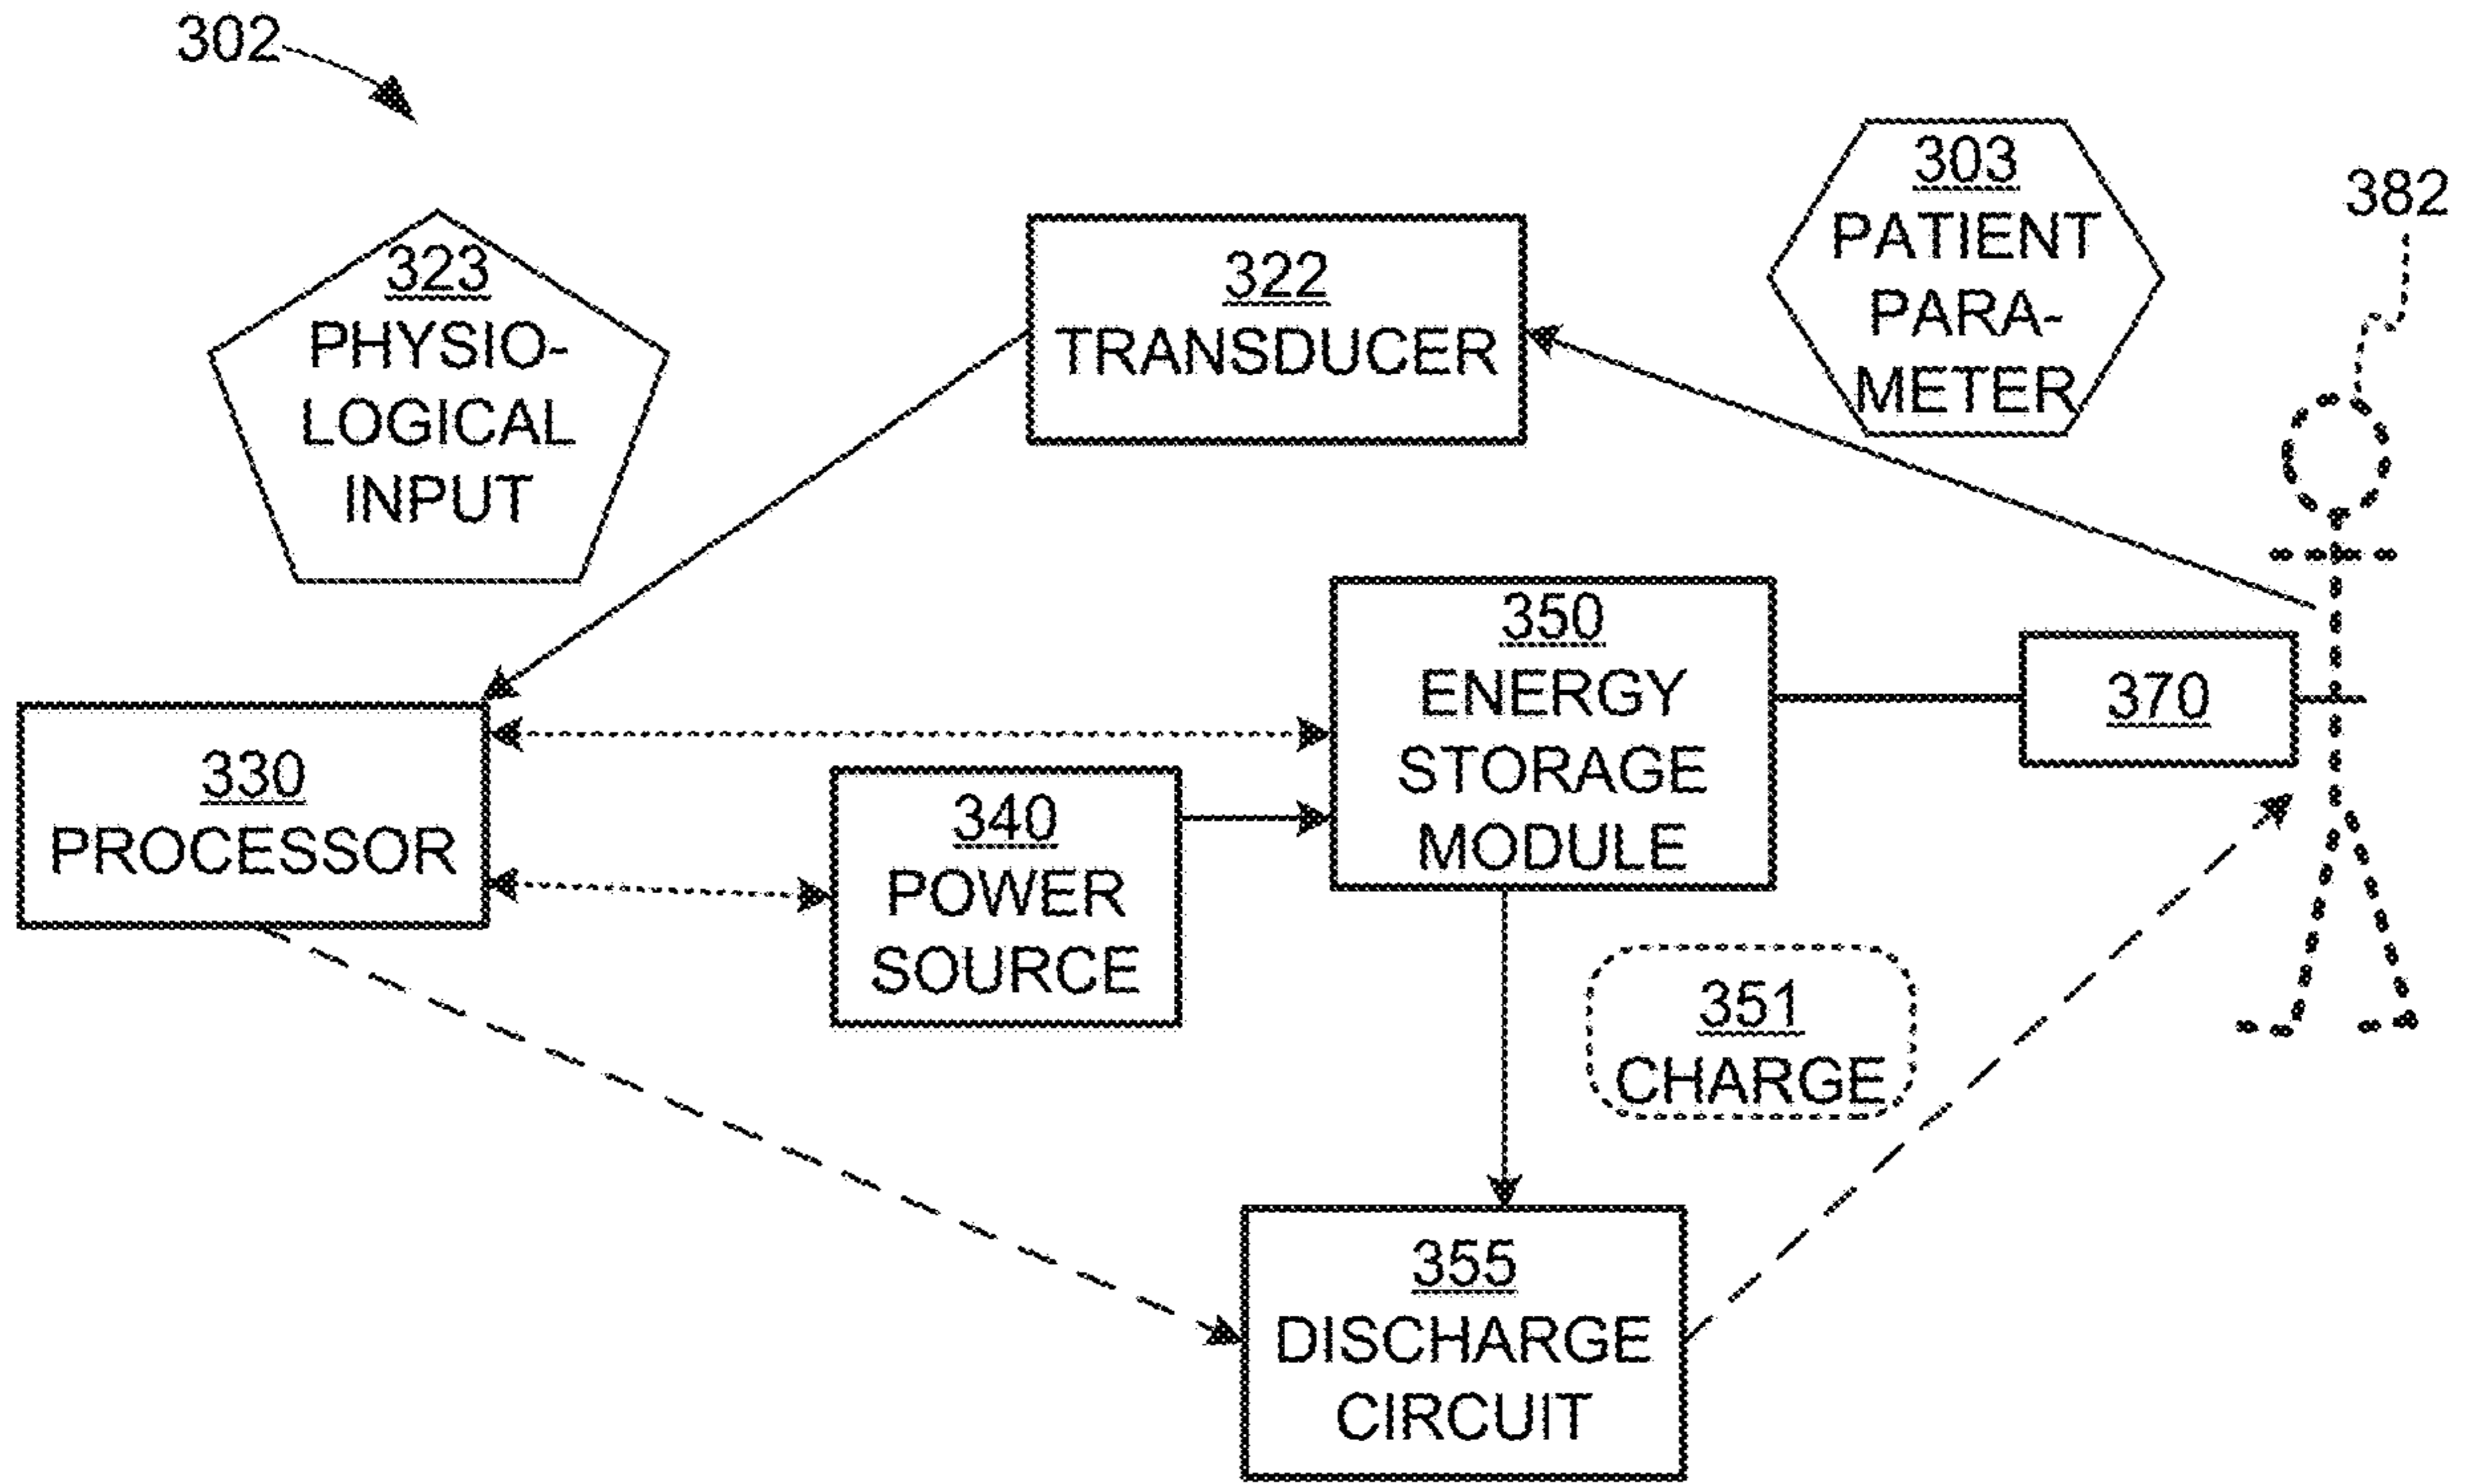 302
303
PATIENT
PARA-
METER
382
323
PHYSIO-
LOGICAL
INPUT
322
TRANSDUCER
350
ENERGY
STORAGE
MODULE
370
330
PROCESSOR
340
POWER
SOURCE
351
CHARGE
355
DISCHARGE
CIRCUIT